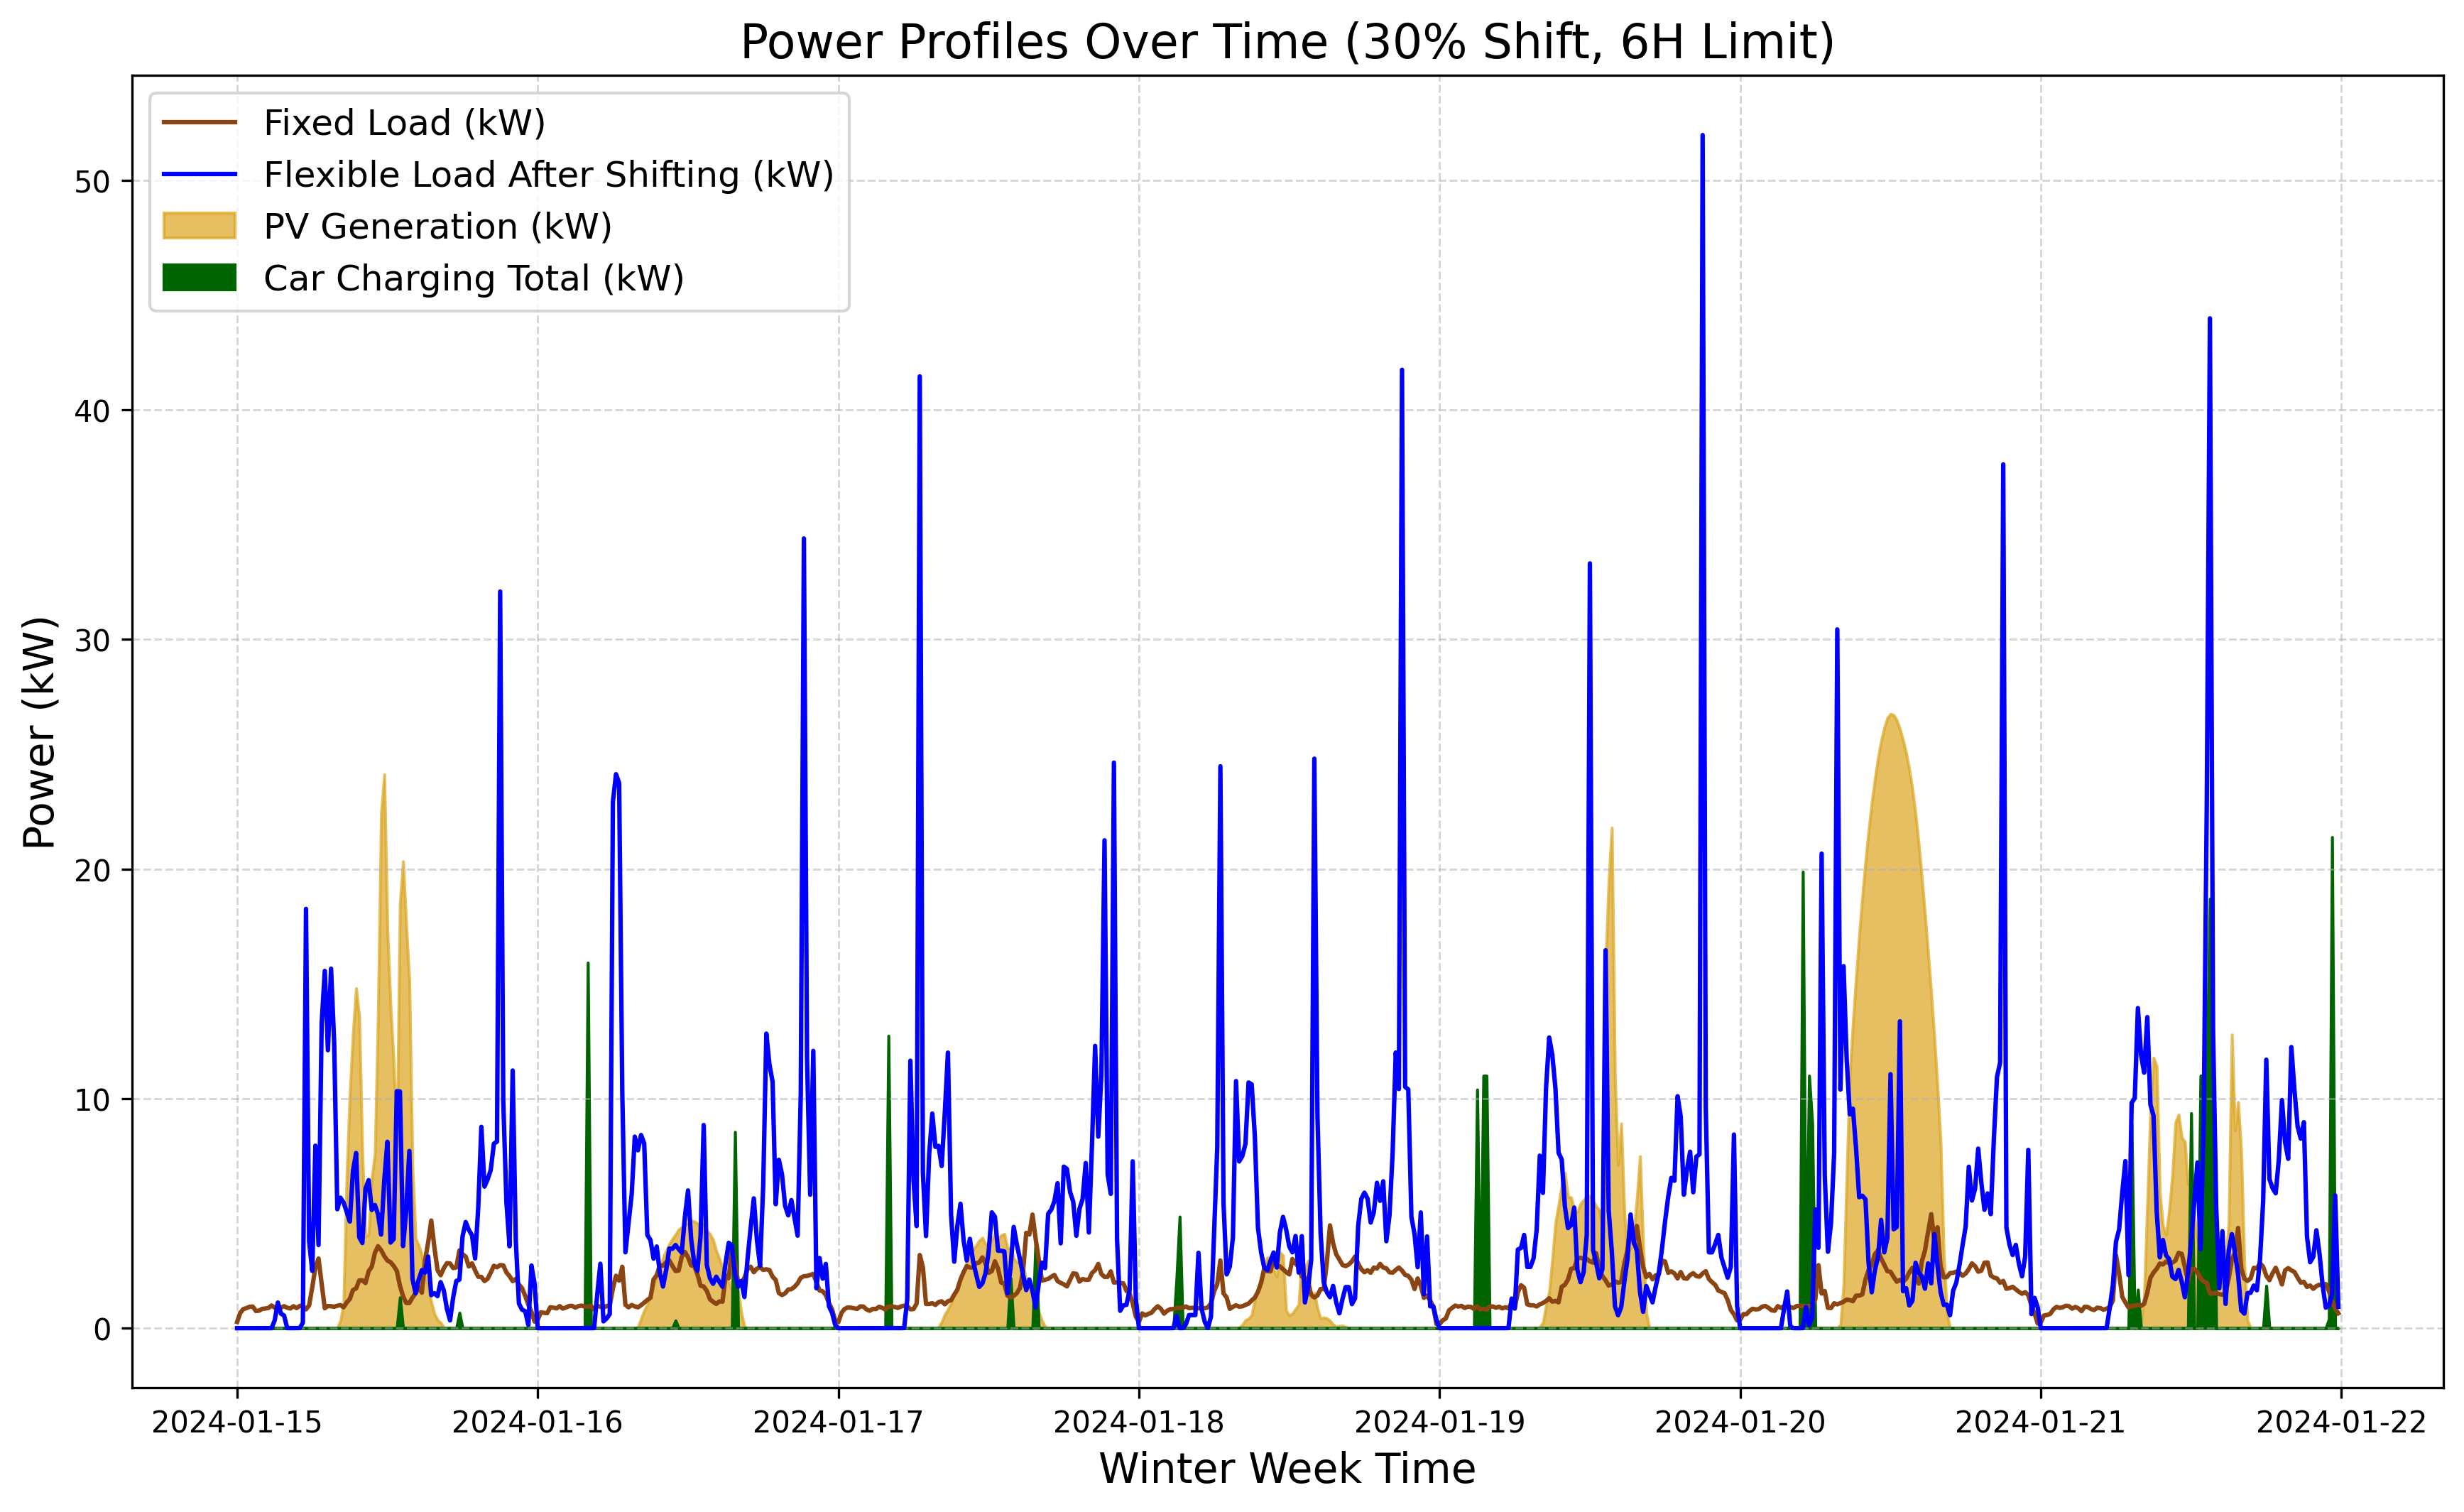 Power Profiles Over Time (30% Shift, 6H Limit)
Fixed Load (kW)
Flexible Load After Shifting (kW)
PV Generation (kW)
Car Charging Total (kW)
Power (kW)
50
40
30
20
10
0
2024-01-15
2024-01-16
2024-01-17
2024-01-18
2024-01-19
2024-01-20
2024-01-21
2024-01-22
Winter Week Time